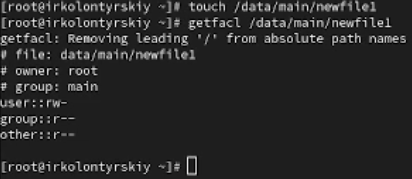 [root@irkolontyrskiy ~]# touch /data/main/newfile1
[root@irkolontyrskiy ~]# getfacl /data/main/newfile1
getfacl: Removing leading '/' from absolute path names
# file: data/main/newfile1
# owner: root
# group: main
user::rw-
group::r--
other::r--
[root@irkolontyrskiy ~]#